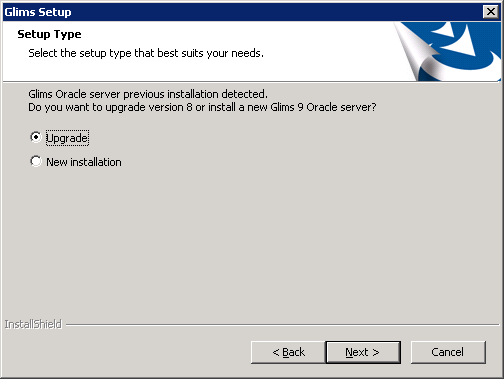 Glims Setup
Setup Type
Select the setup type that best suits your needs.
Glims Oracle server previous installation detected.
Do you want to upgrade version 8 or install a new Glims 9 Oracle server?
Upgrade
New installation
InstallShield
< Back
Next >
Cancel